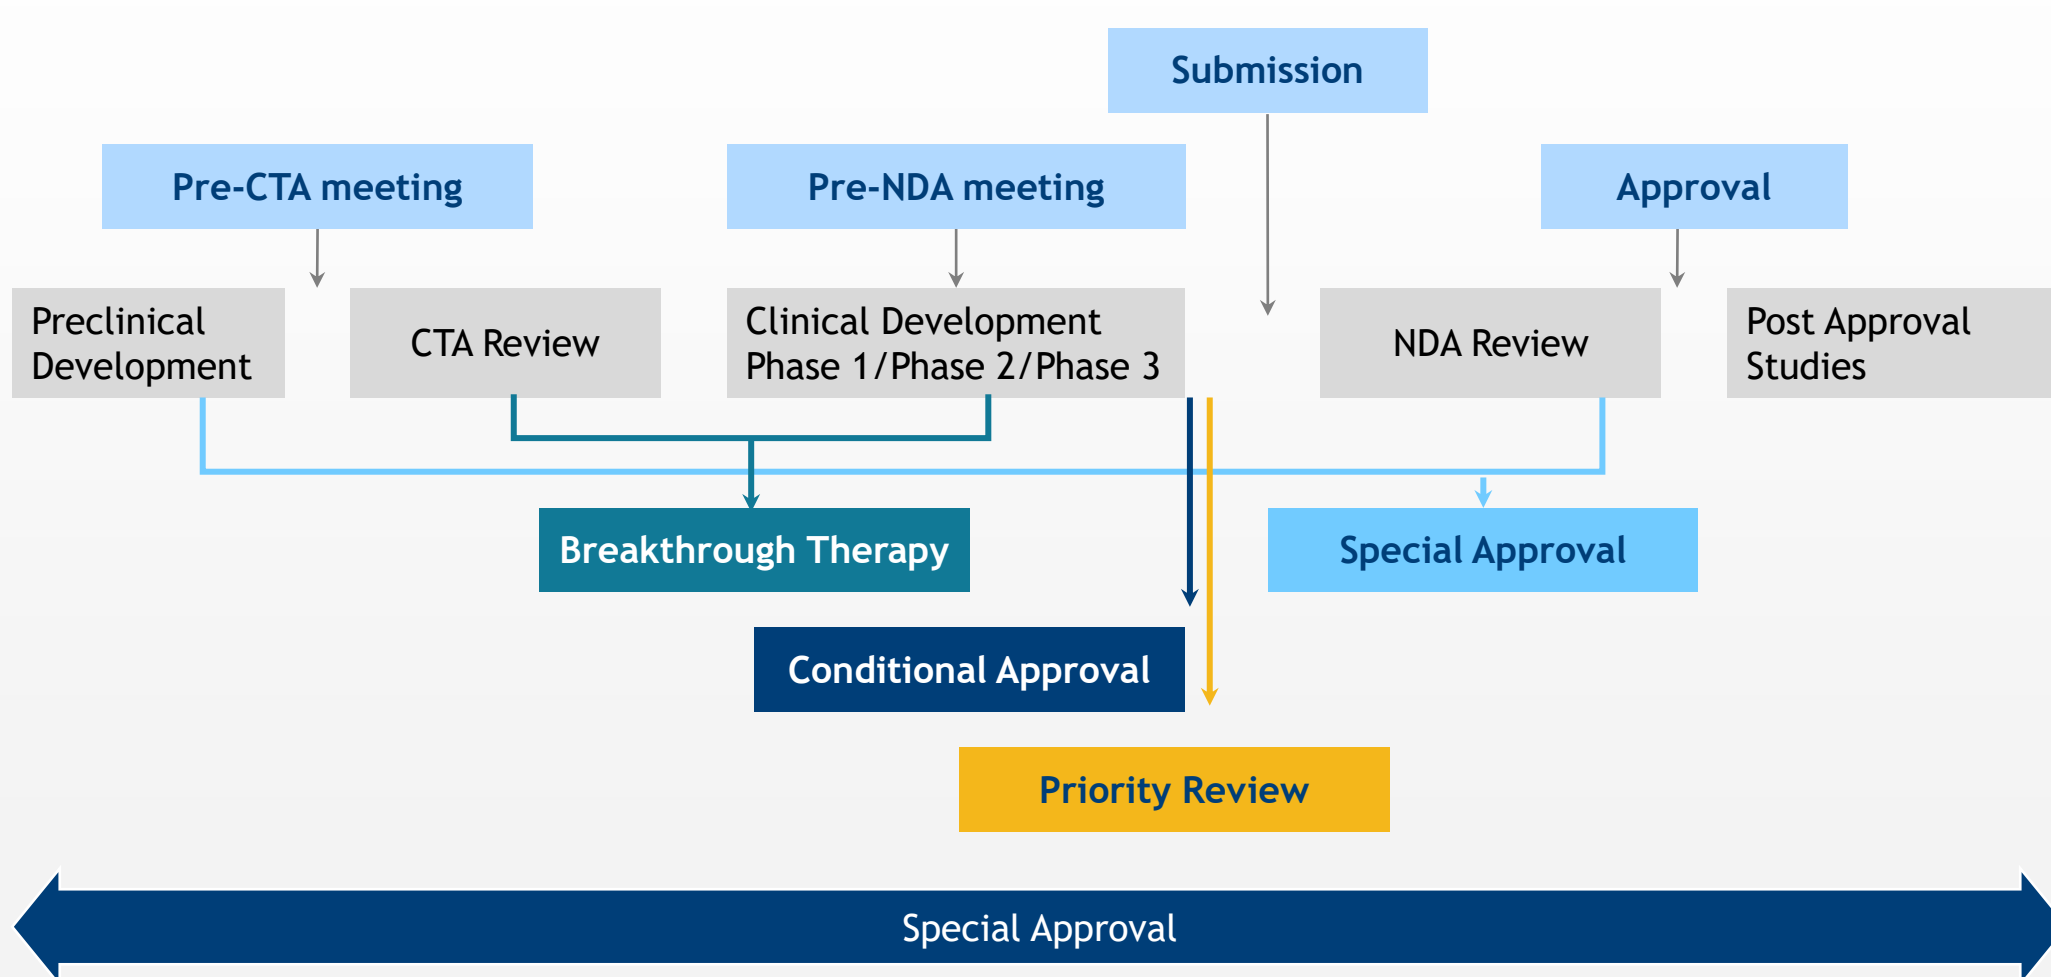 Submission
Pre-CTA meeting
Pre-NDA meeting
Approval
Preclinical
Development
CTA Review
Clinical Development
Phase 1/Phase 2/Phase 3
NDA Review
Post Approval
Studies
Breakthrough Therapy
Special Approval
Conditional Approval
Priority Review
Special Approval